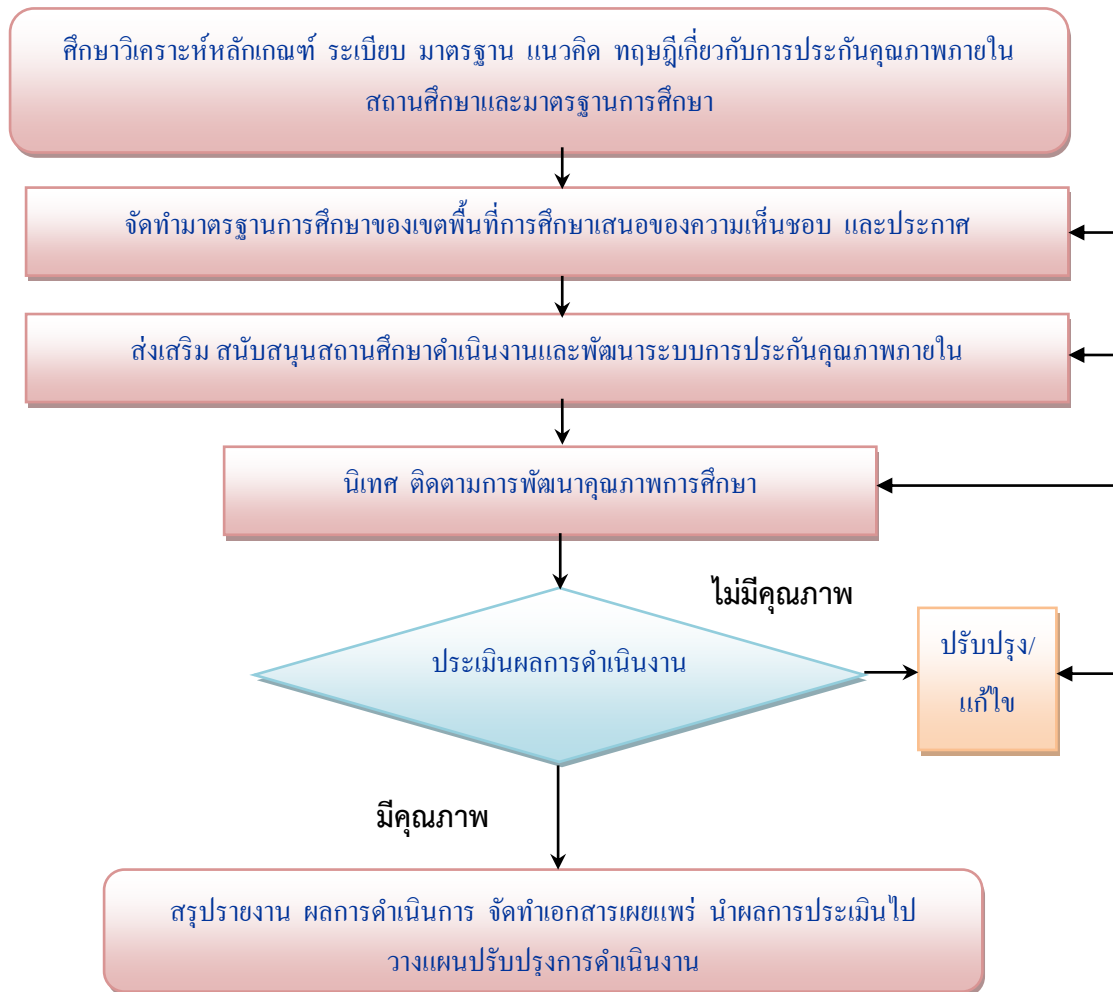 ศึกษาวิเคราะห์หลักเกณฑ์ ระเบียบ มาตรฐาน แนวคิด ทฤษฎีเกี่ยวกับการประกันคุณภาพภายใน
สถานศึกษาและมาตรฐานการศึกษา
จัดทำมาตรฐานการศึกษาของเขตพื้นที่การศึกษาเสนอของความเห็นชอบ และประกาศ
ส่งเสริม สนับสนุนสถานศึกษาดำเนินงานและพัฒนาระบบการประกันคุณภาพภายใน
นิเทศ ติดตามการพัฒนาคุณภาพการศึกษา
ไม่มีคุณภาพ
ประเมินผลการดำเนินงาน
ปรับปรุง/
แก้ไข
มีคุณภาพ
สรุปรายงาน ผลการดำเนินการ จัดทำเอกสารเผยแพร่ นำผลการประเมินไป
วางแผนปรับปรุงการดำเนินงาน